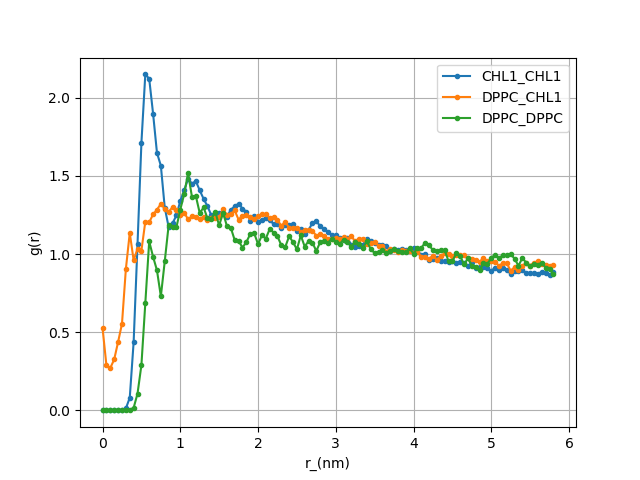 CHL1_CHL1
DPPC_CHL1
DPPC_DPPC
2.0
1.5
1.0
0.5
0.0
g(r)
0 1 2 3 4 5 6
r_(nm)